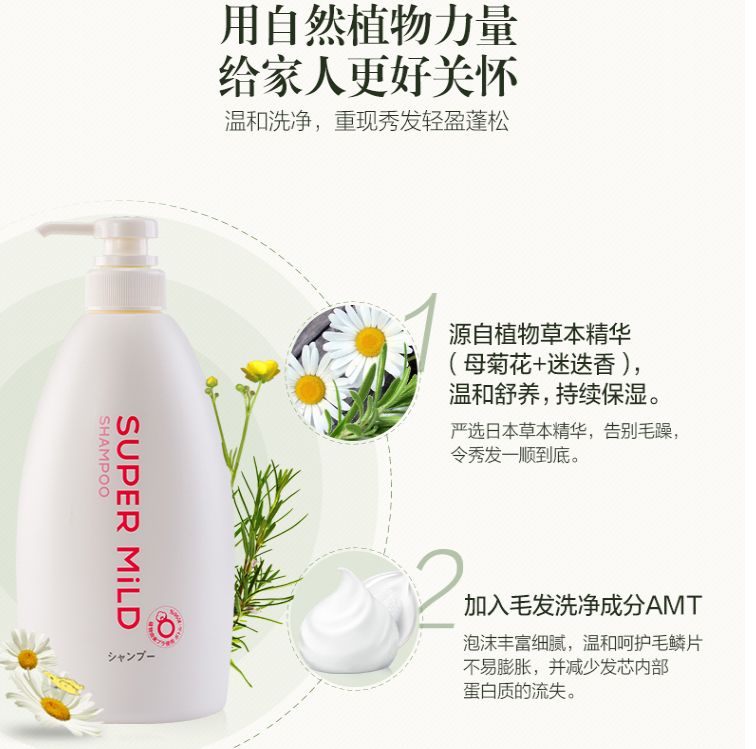 用自然植物力量
给家人更好关怀
温和洗净，重现秀发轻盈蓬松
1
源自植物草本精华
（母菊花+迷迭香），
温和舒养，持续保湿。
严选日本草本精华，告别毛躁，
令秀发一顺到底。
SUPER MiLD
SHAMPOO
シャンプー
2
加入毛发洗净成分AMT
泡沫丰富细腻，温和呵护毛鳞片
不易膨胀，并减少发芯内部
蛋白质的流失。